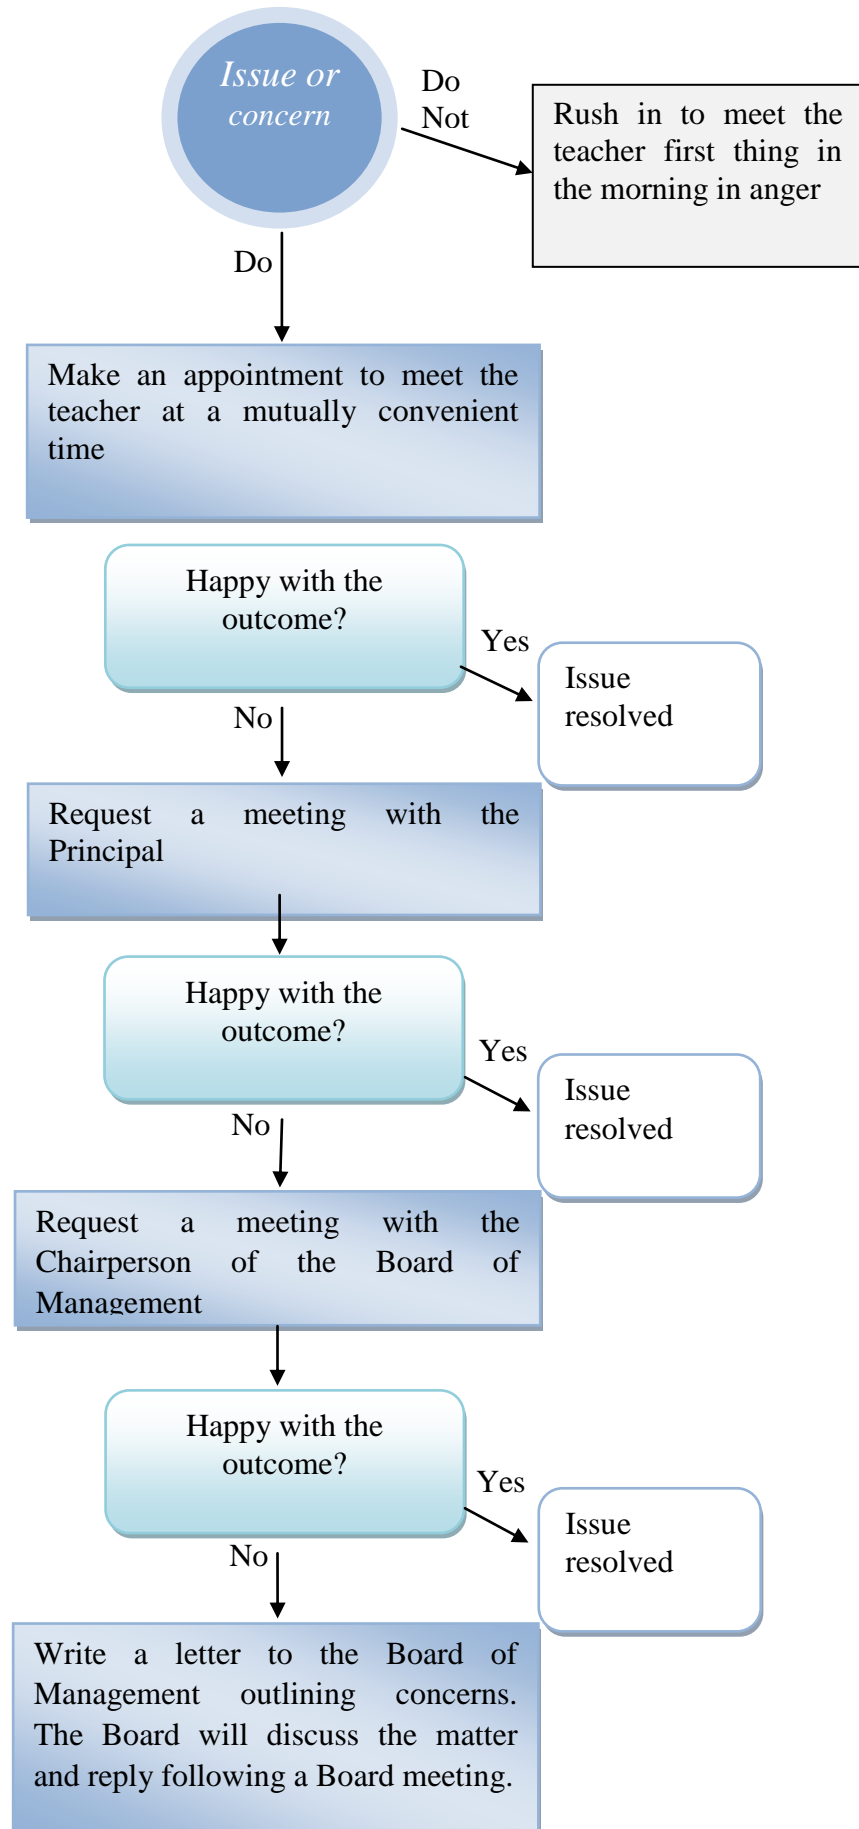 Issue or
concern
Do
Not
Rush in to meet the
teacher first thing in
the morning in anger
Do
Make an appointment to meet the
teacher at a mutually convenient
time
Happy with the
outcome?
Yes
Issue
resolved
No
Request a meeting with the
Principal
Happy with the
outcome?
Yes
Issue
resolved
No
Request a meeting with the
Chairperson of the Board of
Management
Happy with the
outcome?
Yes
Issue
resolved
No
Write a letter to the Board of
Management outlining concerns.
The Board will discuss the matter
and reply following a Board meeting.